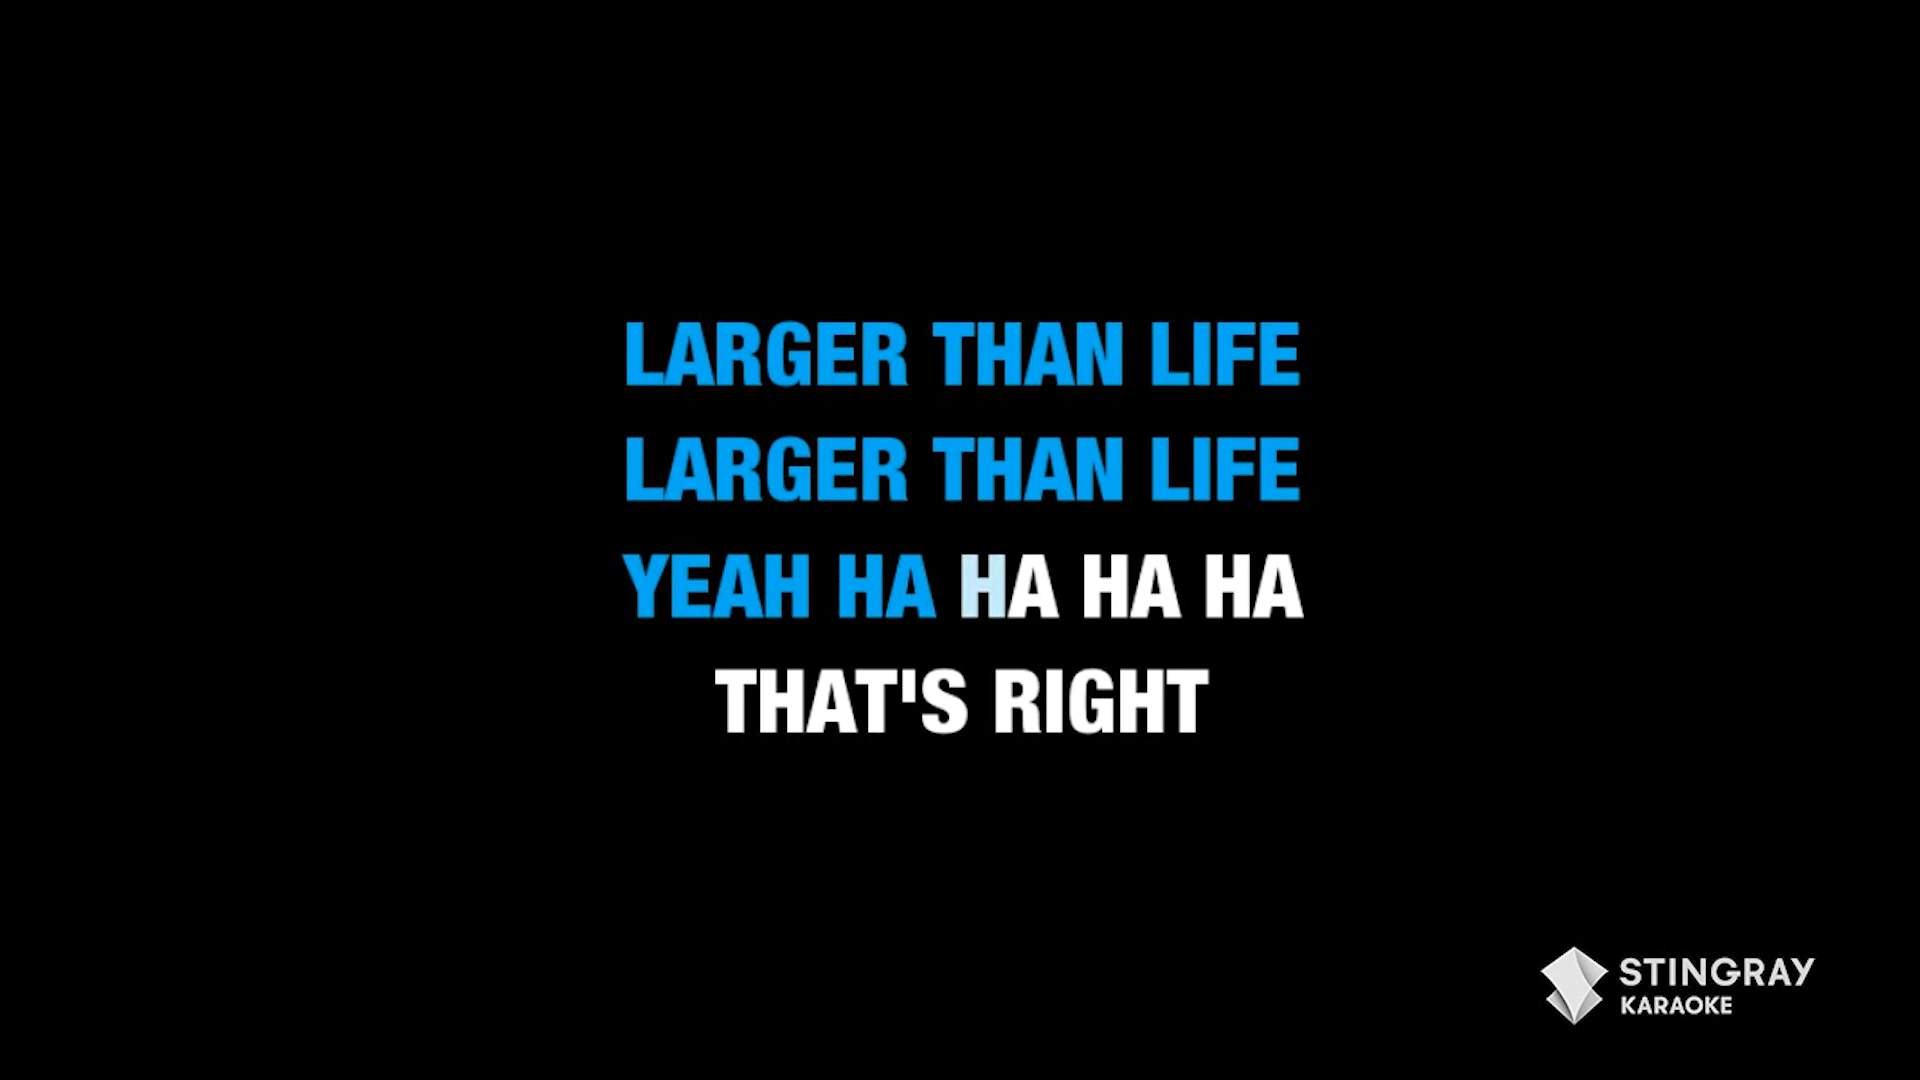 LARGER THAN LIFE
LARGER THAN LIFE
YEAH HA HA HA HA
THAT'S RIGHT
STINGRAY
KARAOKE